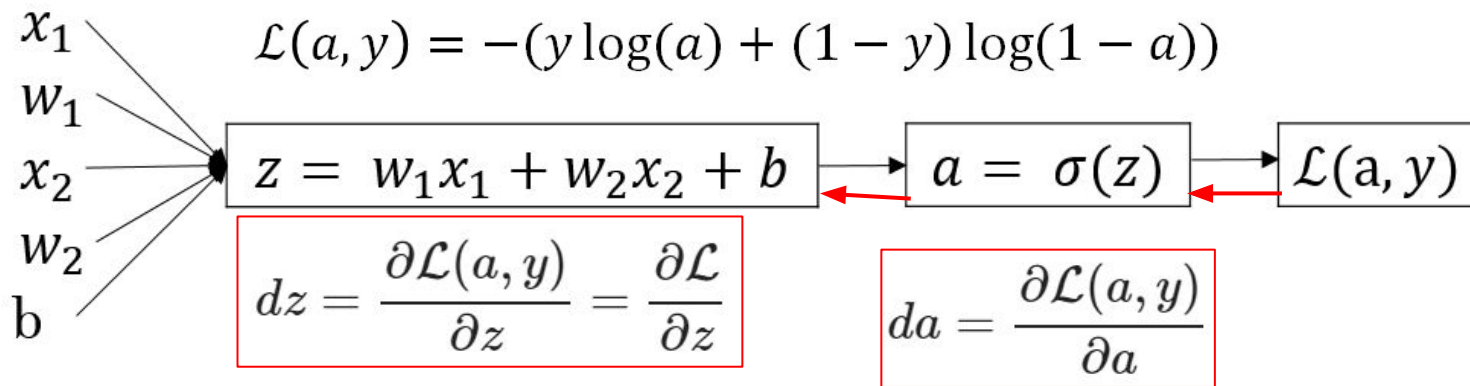 x₁
ℒ(a, y) = −(y log(a) + (1 − y) log(1 − a))
w₁
x₂
w₂
b
z = w₁x₁ + w₂x₂ + b
a = σ(z)
ℒ(a, y)
dz = ∂ℒ(a, y)/∂z = ∂ℒ/∂z
da = ∂ℒ(a, y)/∂a